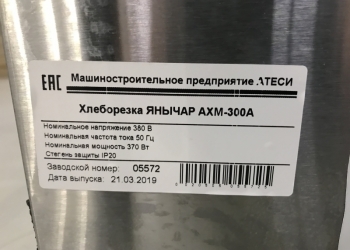 EAC Машиностроительное предприятие АТЕСИ
Хлеборезка ЯНЫЧАР АХМ-300А
Номинальное напряжение 380 В
Номинальная частота тока 50 Гц
Номинальная мощность 370 Вт
Степень защиты IP20
Заводской номер: 05572
Дата выпуска: 21.03.2019